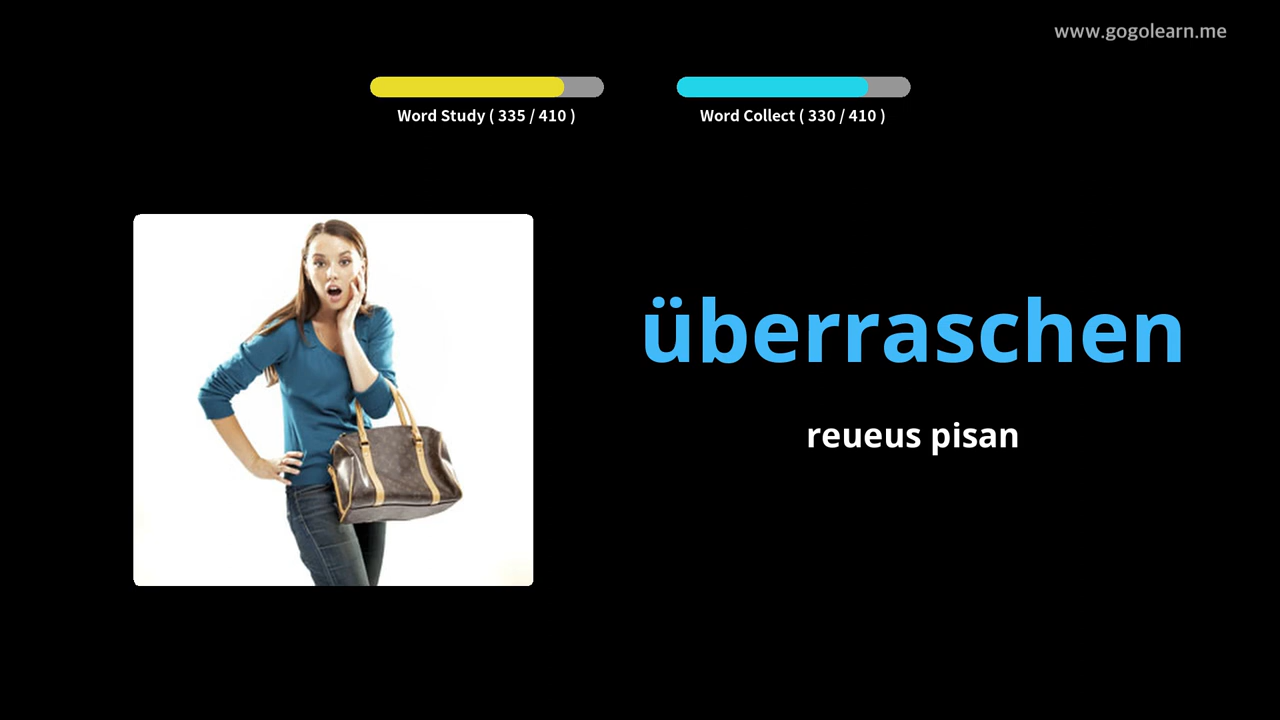 www.gogolearn.me
Word Study ( 335 / 410 )
Word Collect ( 330 / 410 )
überraschen
reueus pisan